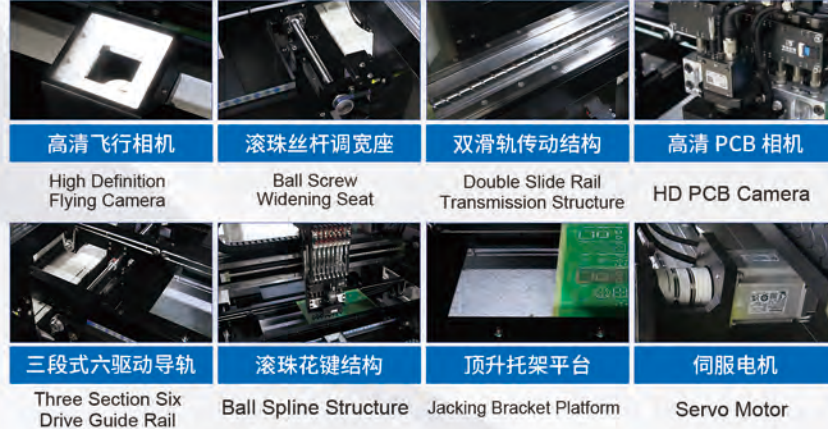 高清飞行相机
滚珠丝杆调宽座
双滑轨传动结构
高清 PCB 相机
High Definition
Flying Camera
Ball Screw
Widening Seat
Double Slide Rail
Transmission Structure
HD PCB Camera
三段式六驱动导轨
滚珠花键结构
顶升托架平台
伺服电机
Three Section Six
Drive Guide Rail
Ball Spline Structure
Jacking Bracket Platform
Servo Motor